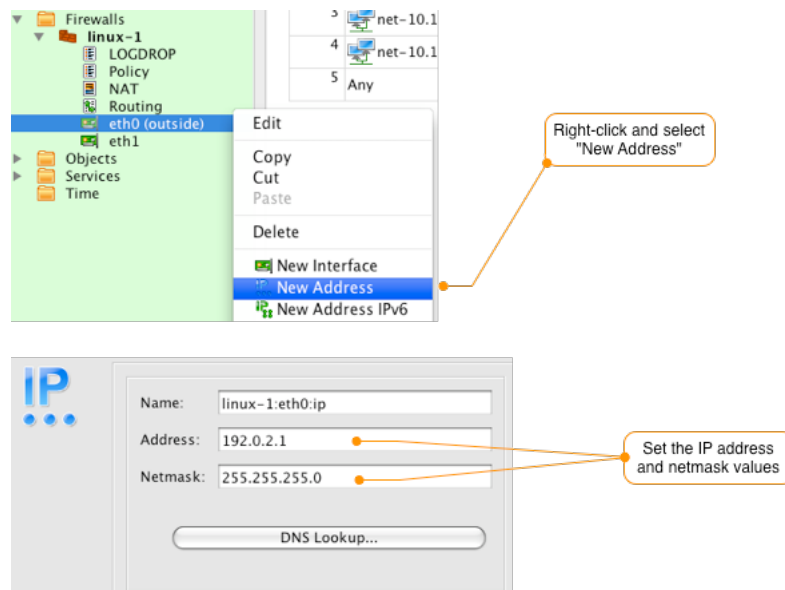 Firewalls
linux-1
LOGDROP
Policy
NAT
Routing
eth0 (outside)
eth1
Objects
Services
Time
3 net-10.1
4 net-10.1
5 Any
Edit
Copy
Cut
Paste
Delete
New Interface
New Address
New Address IPv6
Right-click and select
"New Address"
IP
Name: linux-1:eth0:ip
Address: 192.0.2.1
Netmask: 255.255.255.0
DNS Lookup...
Set the IP address
and netmask values